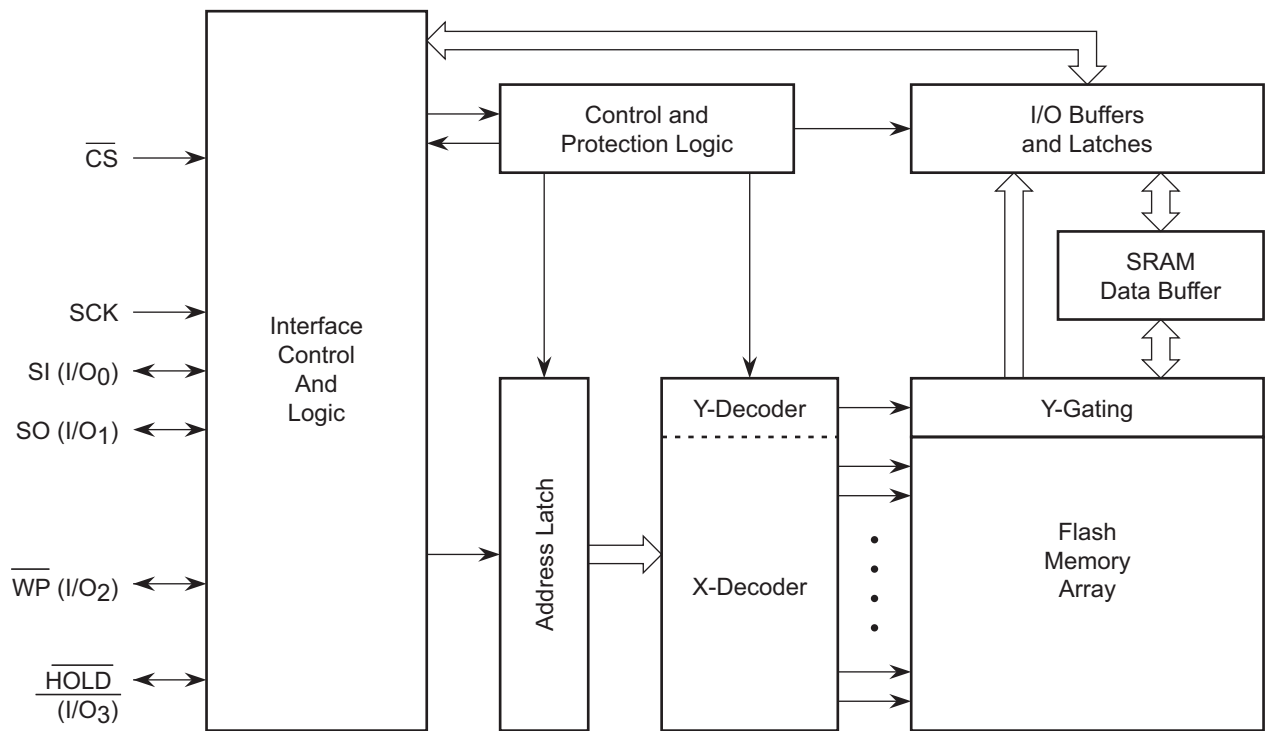 CS
SCK
SI (I/O0)
SO (I/O1)
WP (I/O2)
HOLD
(I/O3)
Interface
Control
And
Logic
Control and
Protection Logic
I/O Buffers
and Latches
SRAM
Data Buffer
Address Latch
Y-Decoder
X-Decoder
Y-Gating
Flash
Memory
Array